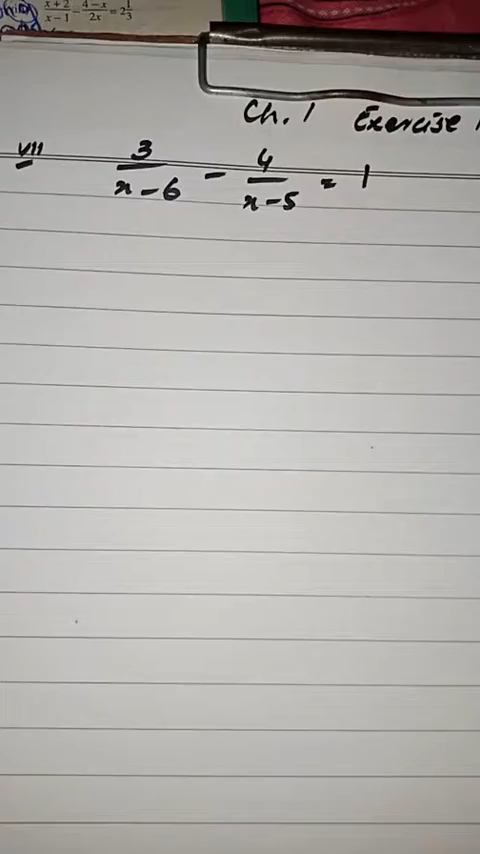 (x+2)/(x−1) − (4−x)/(2x) = 2 1/3
Ch. 1 Exercise
VII 3/(x−6) − 4/(x−5) = 1